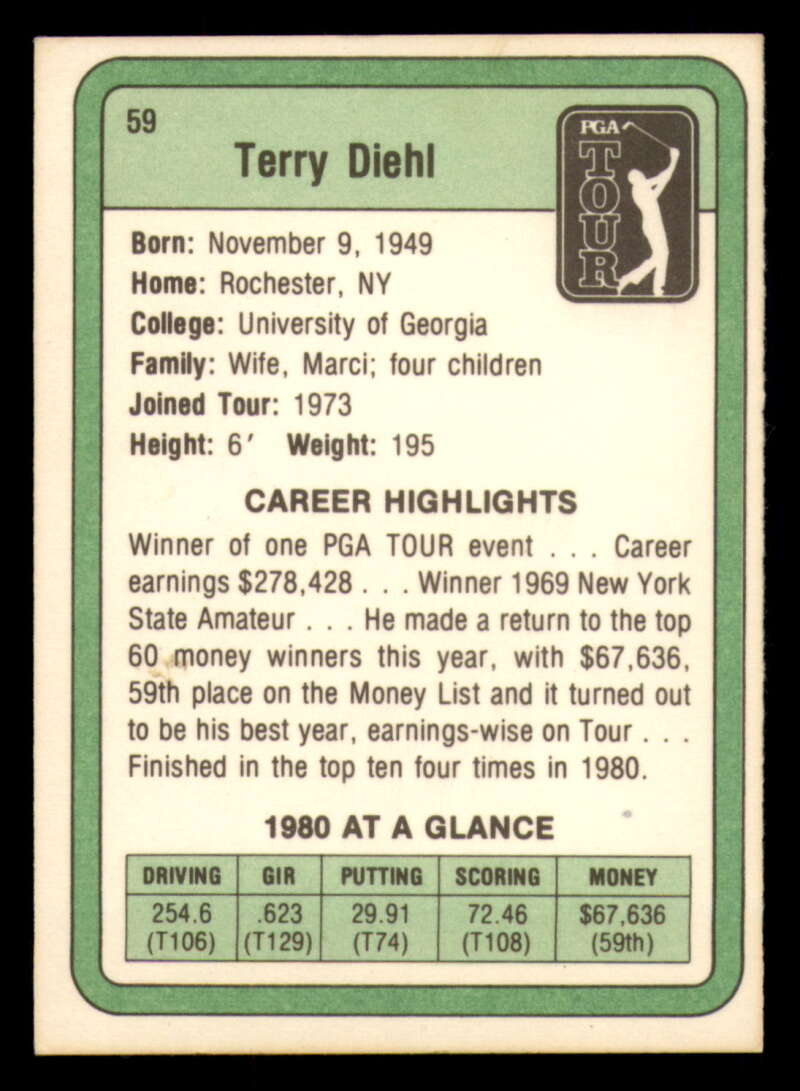 59
Terry Diehl
PGA
TOUR
Born: November 9, 1949
Home: Rochester, NY
College: University of Georgia
Family: Wife, Marci; four children
Joined Tour: 1973
Height: 6′ Weight: 195
CAREER HIGHLIGHTS
Winner of one PGA TOUR event . . . Career
earnings $278,428 . . . Winner 1969 New York
State Amateur . . . He made a return to the top
60 money winners this year, with $67,636,
59th place on the Money List and it turned out
to be his best year, earnings-wise on Tour . . .
Finished in the top ten four times in 1980.
1980 AT A GLANCE
DRIVING GIR PUTTING SCORING MONEY
254.6 .623 29.91 72.46 $67,636
(T106) (T129) (T74) (T108) (59th)